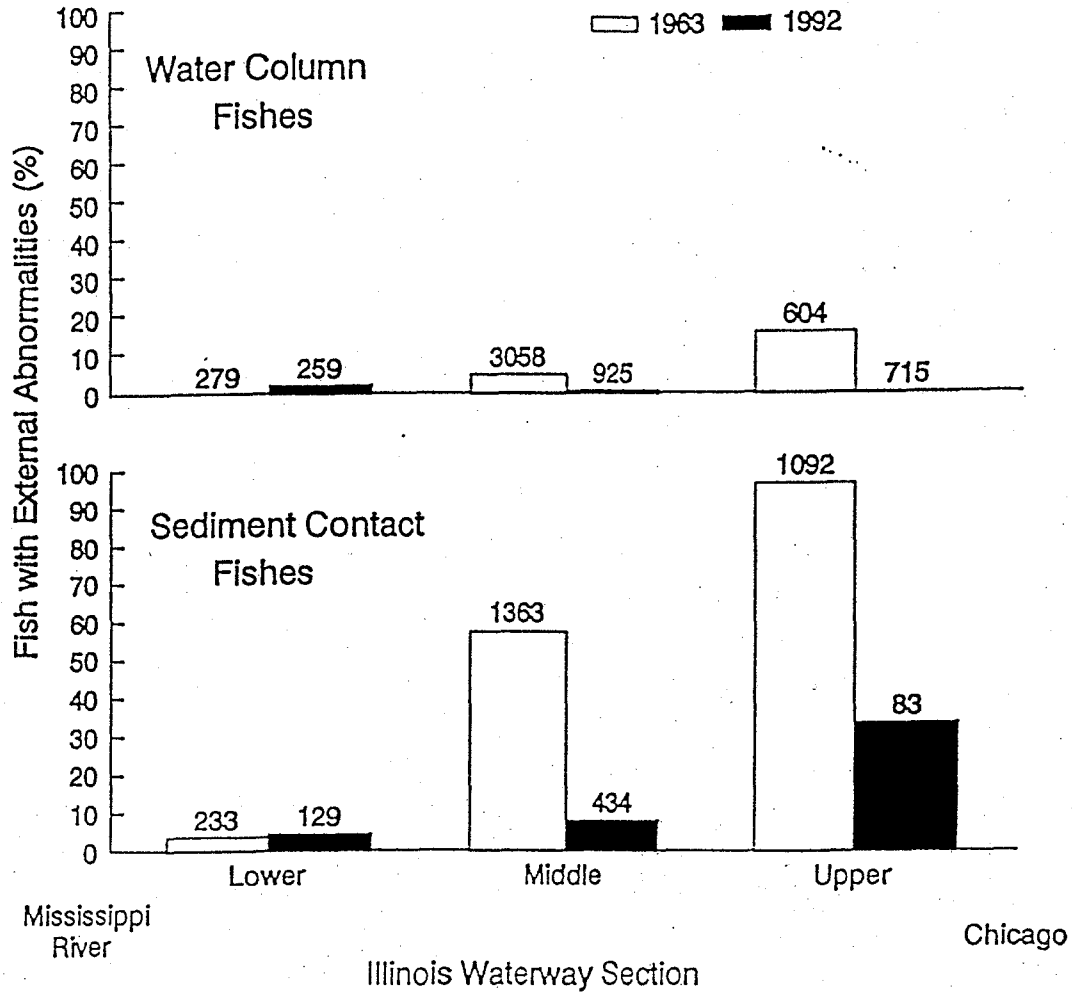 1963 1992
Water Column
Fishes
Fish with External Abnormalities (%)
100
90
80
70
60
50
40
30
20
10
0
279 259 3058 925 604 715
Sediment Contact
Fishes
100
90
80
70
60
50
40
30
20
10
0
233 129 1363 434 1092 83
Lower Middle Upper
Mississippi
River
Chicago
Illinois Waterway Section